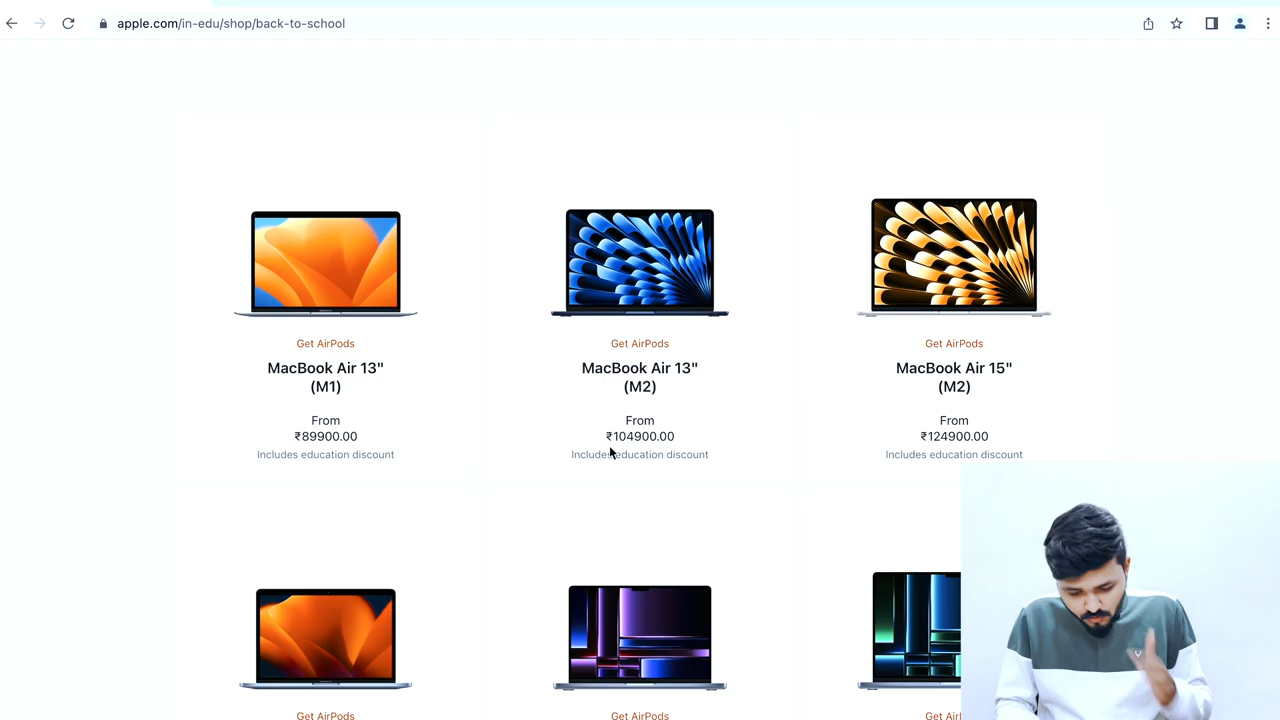 apple.com/in-edu/shop/back-to-school
Get AirPods
MacBook Air 13"
(M1)
From
₹89900.00
Includes education discount
Get AirPods
MacBook Air 13"
(M2)
From
₹104900.00
Includes education discount
Get AirPods
MacBook Air 15"
(M2)
From
₹124900.00
Includes education discount
Get AirPods
Get AirPods
Get